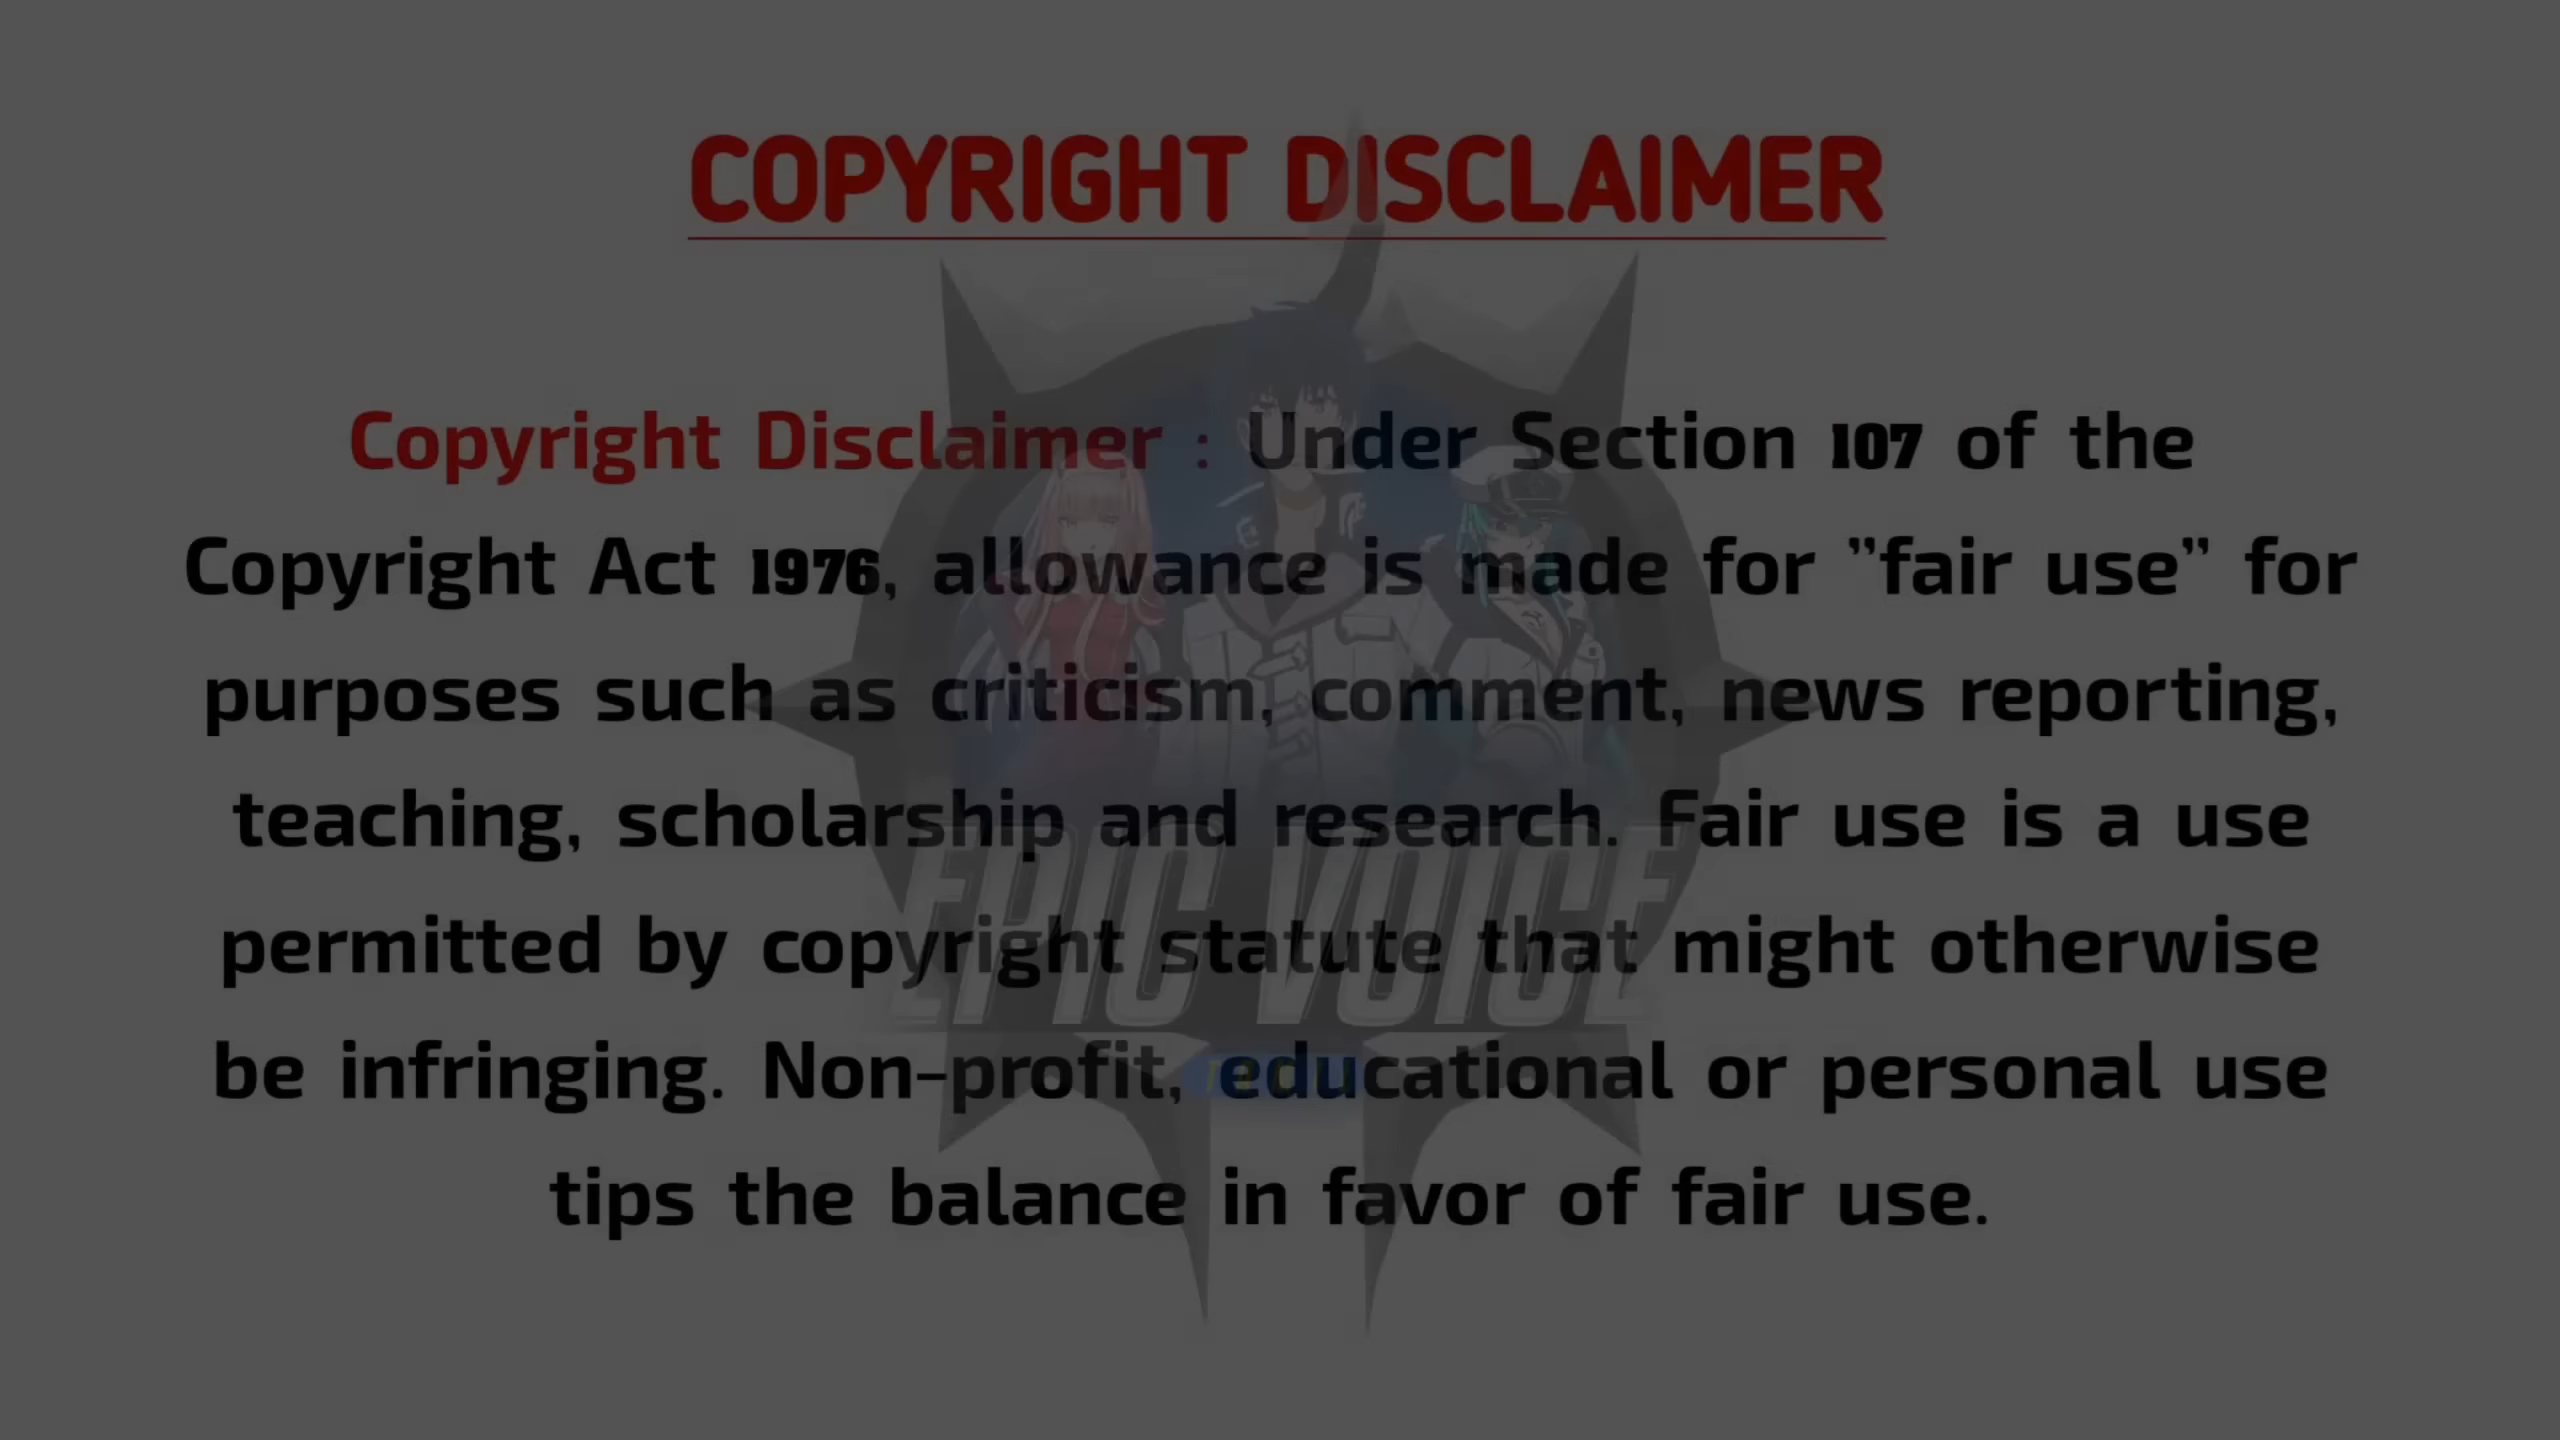 COPYRIGHT DISCLAIMER
Copyright Disclaimer : Under Section 107 of the
Copyright Act 1976, allowance is made for ”fair use” for
purposes such as criticism, comment, news reporting,
teaching, scholarship and research. Fair use is a use
permitted by copyright statute that might otherwise
EPIC VOICE
be infringing. Non-profit, educational or personal use
tips the balance in favor of fair use.